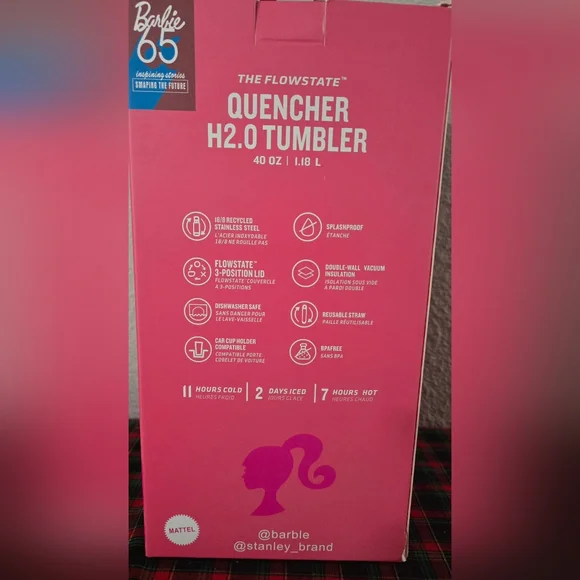 Barbie
65
inspiring stories
SHAPING THE FUTURE
THE FLOWSTATE™
QUENCHER
H2.0 TUMBLER
40 OZ | 1.18 L
18/8 RECYCLED
STAINLESS STEEL
L'ACIER INOXYDABLE
18/8 NE ROUILLE PAS
SPLASHPROOF
ÉTANCHE
FLOWSTATE™
3-POSITION LID
FLOWSTATE™ COUVERCLE
À 3-POSITIONS
DOUBLE-WALL VACUUM
INSULATION
ISOLATION SOUS VIDE
A PAROI DOUBLE
DISHWASHER SAFE
SANS DANGER POUR
LE LAVE-VAISSELLE
REUSABLE STRAW
PAILLE RÉUTILISABLE
CAR CUP HOLDER
COMPATIBLE
COMPATIBLE PORTE
GOBELET DE VOITURE
BPAFREE
SANS BPA
11 HOURS COLD | 2 DAYS ICED | 7 HOURS HOT
HEURES FROID JOURS GLACÉ HEURES CHAUD
MATTEL
@barbie
@stanley_brand